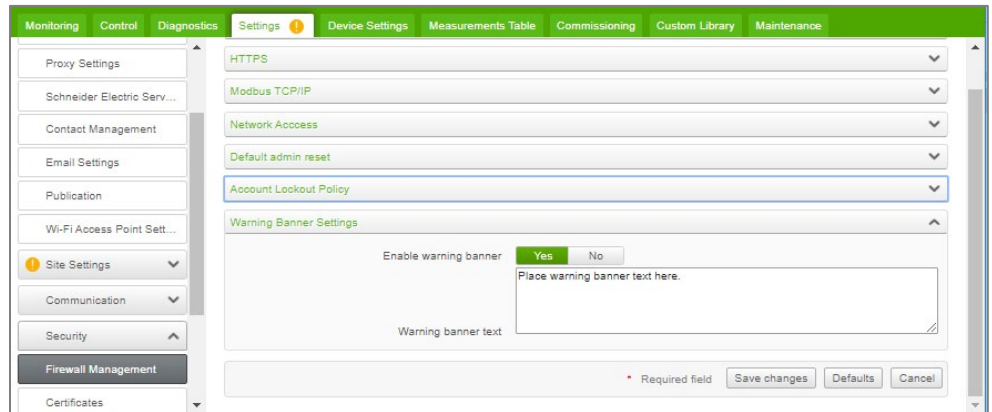 Monitoring Control Diagnostics Settings Device Settings Measurements Table Commissioning Custom Library Maintenance
Proxy Settings
Schneider Electric Serv...
Contact Management
Email Settings
Publication
Wi-Fi Access Point Sett...
Site Settings
Communication
Security
Firewall Management
Certificates
HTTPS
Modbus TCP/IP
Network Acccess
Default admin reset
Account Lockout Policy
Warning Banner Settings
Enable warning banner Yes No
Place warning banner text here.
Warning banner text
* Required field Save changes Defaults Cancel